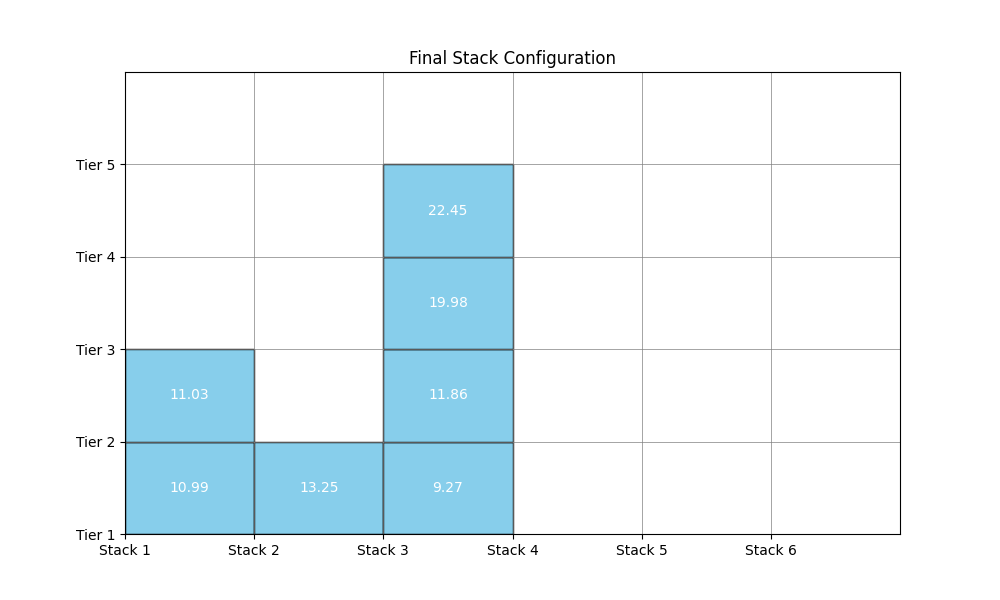 Final Stack Configuration
Tier 5
22.45
Tier 4
19.98
Tier 3
11.03
11.86
Tier 2
10.99
13.25
9.27
Tier 1
Stack 1
Stack 2
Stack 3
Stack 4
Stack 5
Stack 6